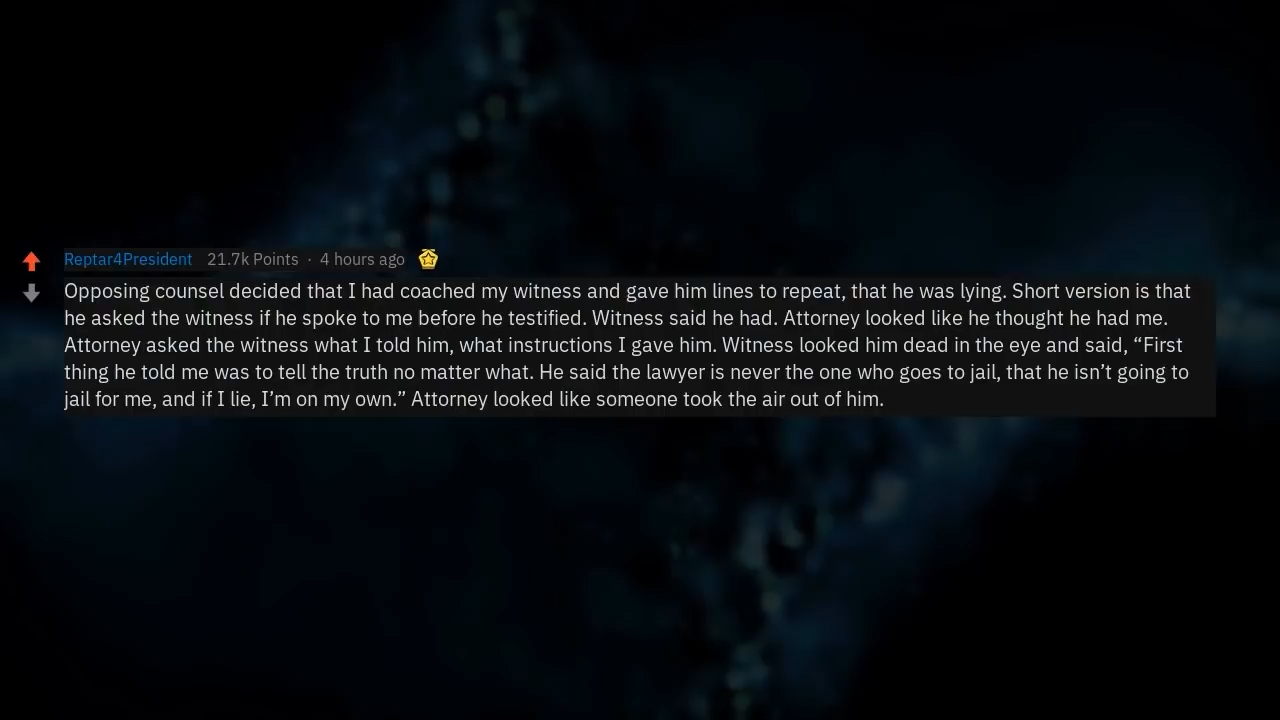 Reptar4President 21.7k Points · 4 hours ago
Opposing counsel decided that I had coached my witness and gave him lines to repeat, that he was lying. Short version is that
he asked the witness if he spoke to me before he testified. Witness said he had. Attorney looked like he thought he had me.
Attorney asked the witness what I told him, what instructions I gave him. Witness looked him dead in the eye and said, “First
thing he told me was to tell the truth no matter what. He said the lawyer is never the one who goes to jail, that he isn’t going to
jail for me, and if I lie, I’m on my own.” Attorney looked like someone took the air out of him.